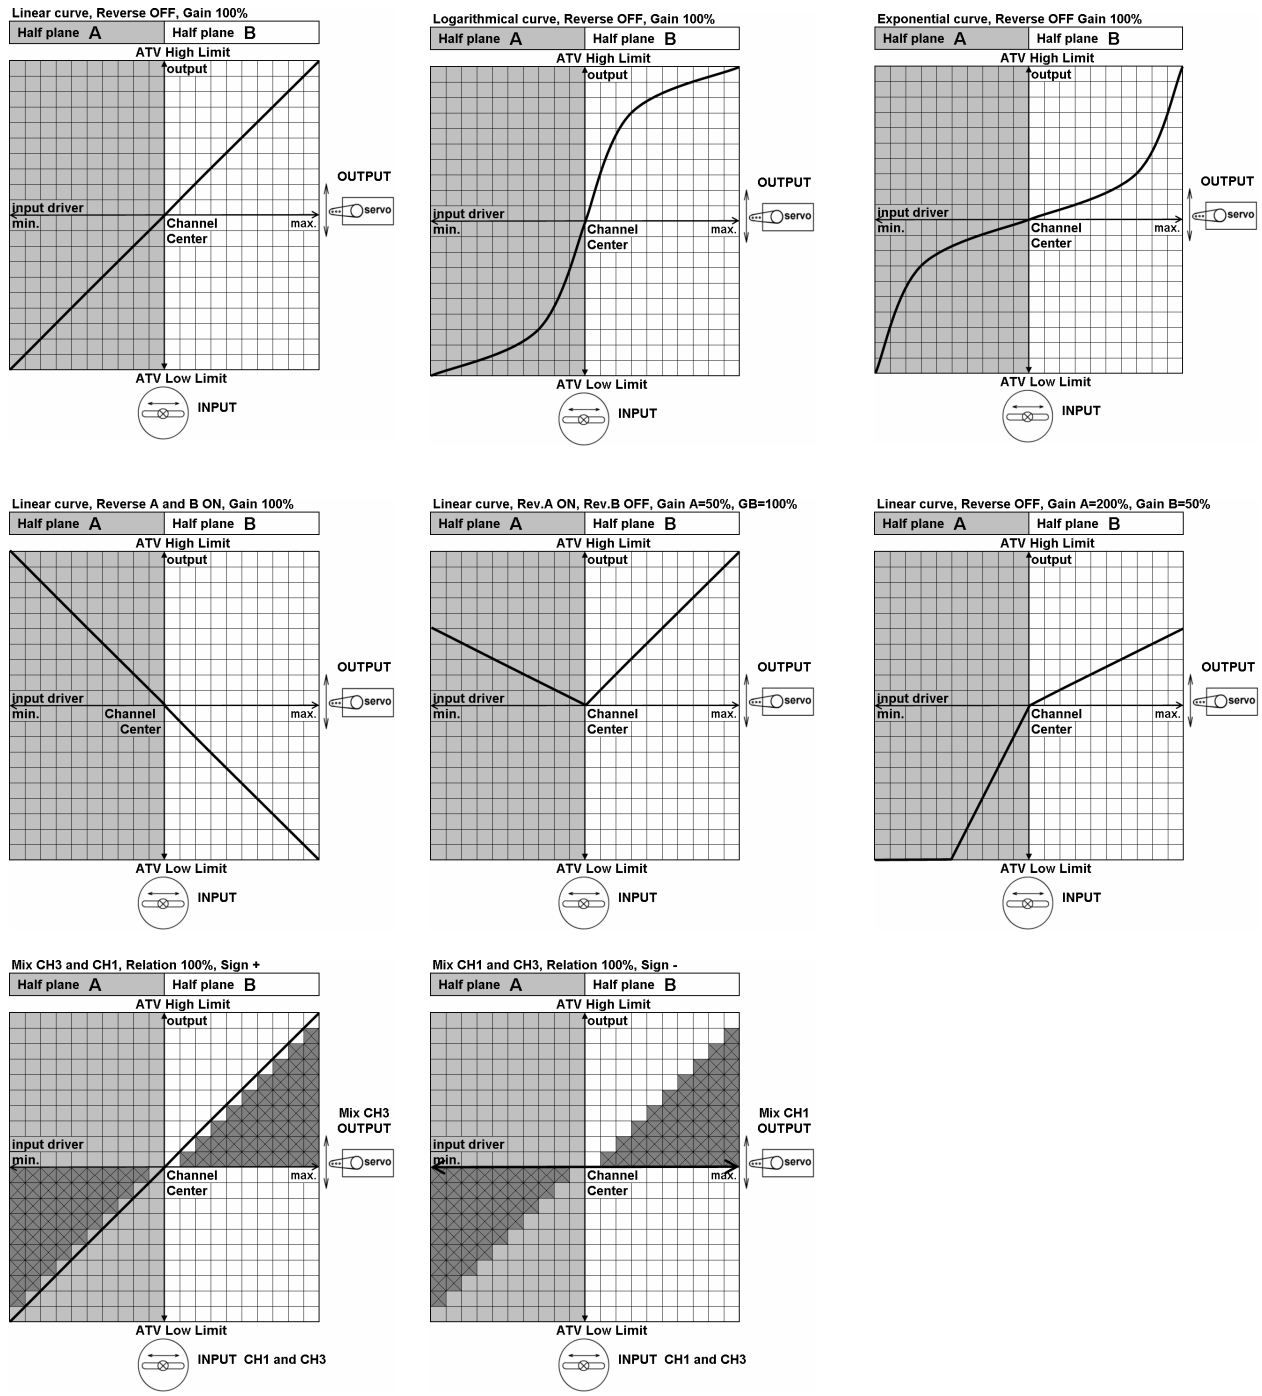 Linear curve, Reverse OFF, Gain 100%
Half plane A
Half plane B
ATV High Limit
output
OUTPUT
servo
input driver
min.
Channel
Center
max.
ATV Low Limit
INPUT
Logarithmical curve, Reverse OFF, Gain 100%
Half plane A
Half plane B
ATV High Limit
output
OUTPUT
servo
input driver
min.
Channel
Center
max.
ATV Low Limit
INPUT
Exponential curve, Reverse OFF Gain 100%
Half plane A
Half plane B
ATV High Limit
output
OUTPUT
servo
input driver
min.
Channel
Center
max.
ATV Low Limit
INPUT
Linear curve, Reverse A and B ON, Gain 100%
Half plane A
Half plane B
ATV High Limit
output
OUTPUT
servo
input driver
min.
Channel
Center
max.
ATV Low Limit
INPUT
Linear curve, Rev.A ON, Rev.B OFF, Gain A=50%, GB=100%
Half plane A
Half plane B
ATV High Limit
output
OUTPUT
servo
input driver
min.
Channel
Center
max.
ATV Low Limit
INPUT
Linear curve, Reverse OFF, Gain A=200%, Gain B=50%
Half plane A
Half plane B
ATV High Limit
output
OUTPUT
servo
input driver
min.
Channel
Center
max.
ATV Low Limit
INPUT
Mix CH3 and CH1, Relation 100%, Sign +
Half plane A
Half plane B
ATV High Limit
output
Mix CH3
OUTPUT
servo
input driver
min.
Channel
Center
max.
ATV Low Limit
INPUT CH1 and CH3
Mix CH1 and CH3, Relation 100%, Sign -
Half plane A
Half plane B
ATV High Limit
output
Mix CH1
OUTPUT
servo
input driver
min.
Channel
Center
max.
ATV Low Limit
INPUT CH1 and CH3